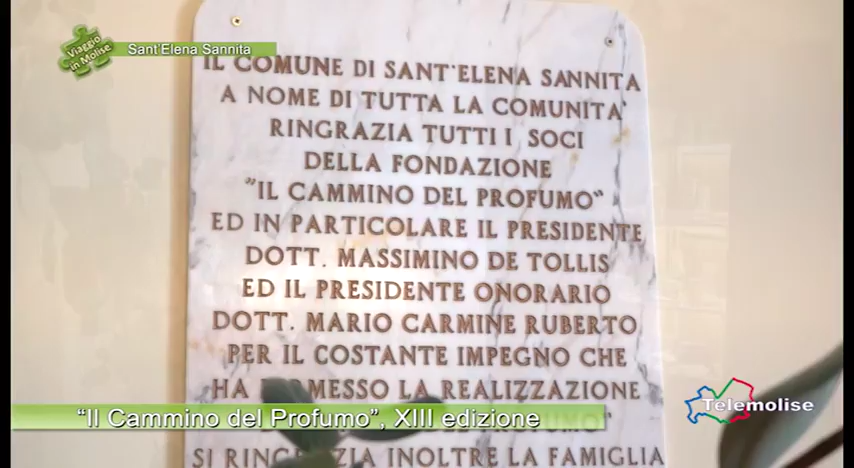 Viaggio
in Molise
Sant'Elena Sannita
IL COMUNE DI SANT'ELENA SANNITA
A NOME DI TUTTA LA COMUNITA'
RINGRAZIA TUTTI I SOCI
DELLA FONDAZIONE
"IL CAMMINO DEL PROFUMO"
ED IN PARTICOLARE IL PRESIDENTE
DOTT. MASSIMINO DE TOLLIS
ED IL PRESIDENTE ONORARIO
DOTT. MARIO CARMINE RUBERTO
PER IL COSTANTE IMPEGNO CHE
HA PERMESSO LA REALIZZAZIONE
"Il Cammino del Profumo", XIII edizione
Telemolise
SI RINGRAZIA INOLTRE LA FAMIGLIA